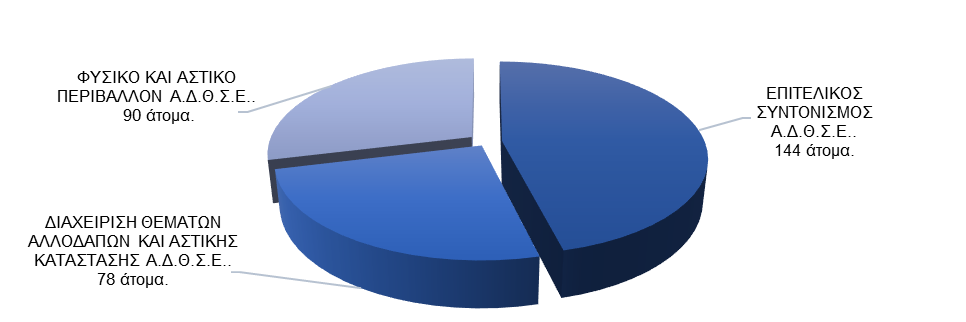 ΦΥΣΙΚΟ ΚΑΙ ΑΣΤΙΚΟ
ΠΕΡΙΒΑΛΛΟΝ Α.Δ.Θ.Σ.Ε..
90 άτομα.
ΕΠΙΤΕΛΙΚΟΣ
ΣΥΝΤΟΝΙΣΜΟΣ
Α.Δ.Θ.Σ.Ε..
144 άτομα.
ΔΙΑΧΕΙΡΙΣΗ ΘΕΜΑΤΩΝ
ΑΛΛΟΔΑΠΩΝ ΚΑΙ ΑΣΤΙΚΗΣ
ΚΑΤΑΣΤΑΣΗΣ Α.Δ.Θ.Σ.Ε..
78 άτομα.